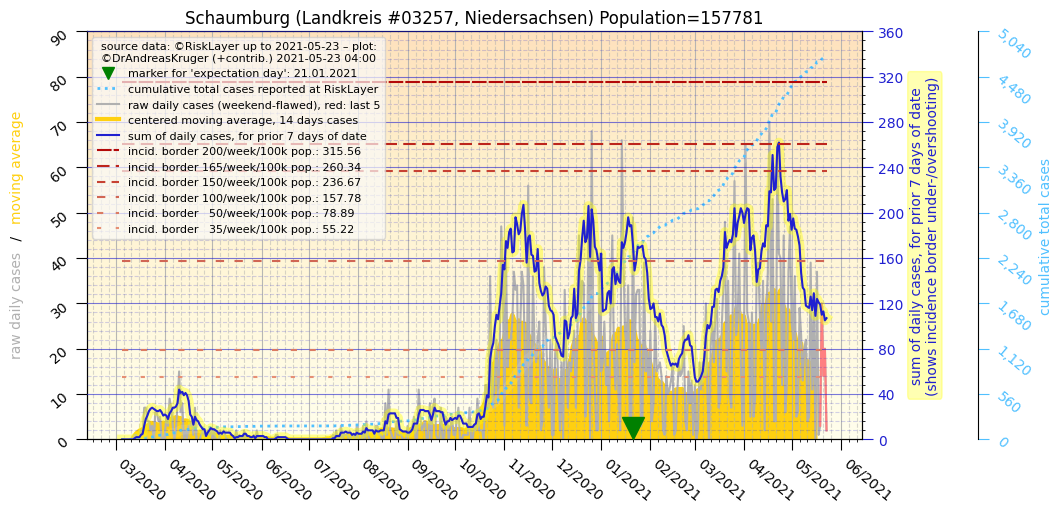 Schaumburg (Landkreis #03257, Niedersachsen) Population=157781
source data: ©RiskLayer up to 2021-05-23 – plot:
©DrAndreasKruger (+contrib.) 2021-05-23 04:00
marker for 'expectation day': 21.01.2021
cumulative total cases reported at RiskLayer
raw daily cases (weekend-flawed), red: last 5
centered moving average, 14 days cases
sum of daily cases, for prior 7 days of date
incid. border 200/week/100k pop.: 315.56
incid. border 165/week/100k pop.: 260.34
incid. border 150/week/100k pop.: 236.67
incid. border 100/week/100k pop.: 157.78
incid. border 50/week/100k pop.: 78.89
incid. border 35/week/100k pop.: 55.22
raw daily cases / moving average
90
80
70
60
50
40
30
20
10
0
03/2020
04/2020
05/2020
06/2020
07/2020
08/2020
09/2020
10/2020
11/2020
12/2020
01/2021
02/2021
03/2021
04/2021
05/2021
06/2021
360
320
280
240
200
160
120
80
40
0
sum of daily cases, for prior 7 days of date
(shows incidence border under-/overshooting)
5,040
4,480
3,920
3,360
2,800
2,240
1,680
1,120
560
0
cumulative total cases